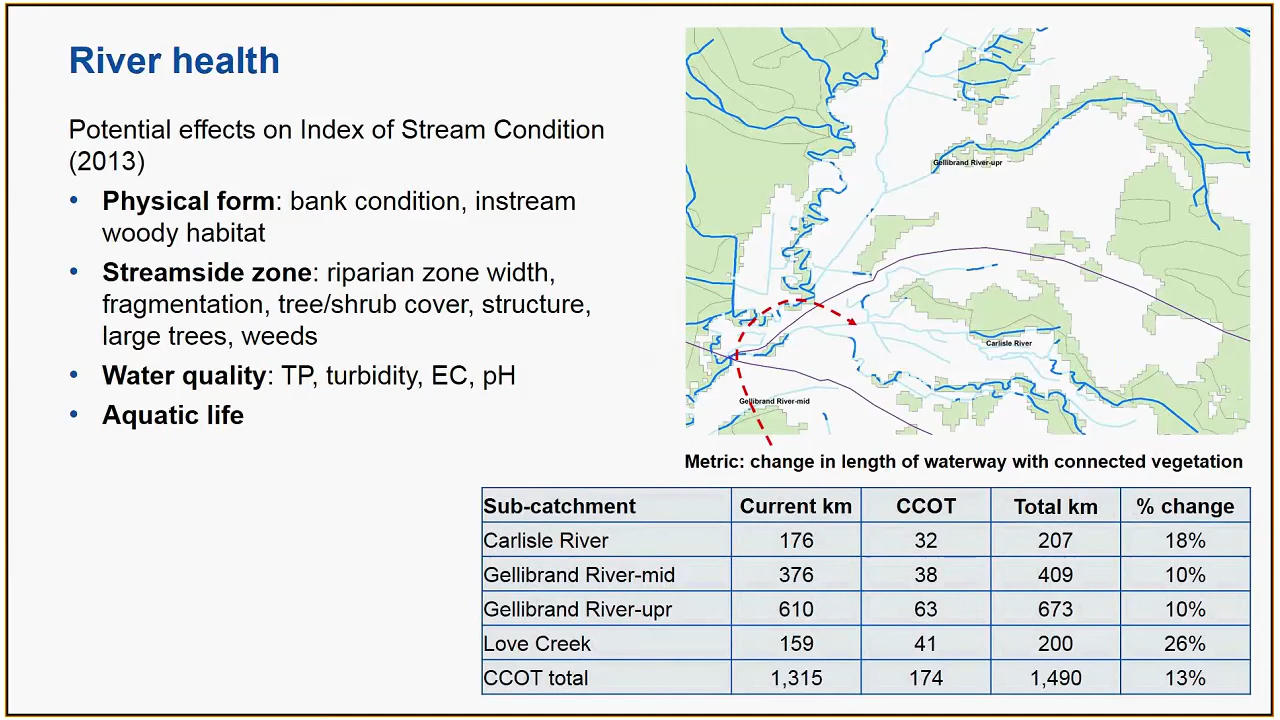 River health
Potential effects on Index of Stream Condition
(2013)
• Physical form: bank condition, instream
woody habitat
• Streamside zone: riparian zone width,
fragmentation, tree/shrub cover, structure,
large trees, weeds
• Water quality: TP, turbidity, EC, pH
• Aquatic life
Gellibrand River-upr
Carlisle River
Gellibrand River-mid
Metric: change in length of waterway with connected vegetation
Sub-catchment Current km CCOT Total km % change
Carlisle River 176 32 207 18%
Gellibrand River-mid 376 38 409 10%
Gellibrand River-upr 610 63 673 10%
Love Creek 159 41 200 26%
CCOT total 1,315 174 1,490 13%